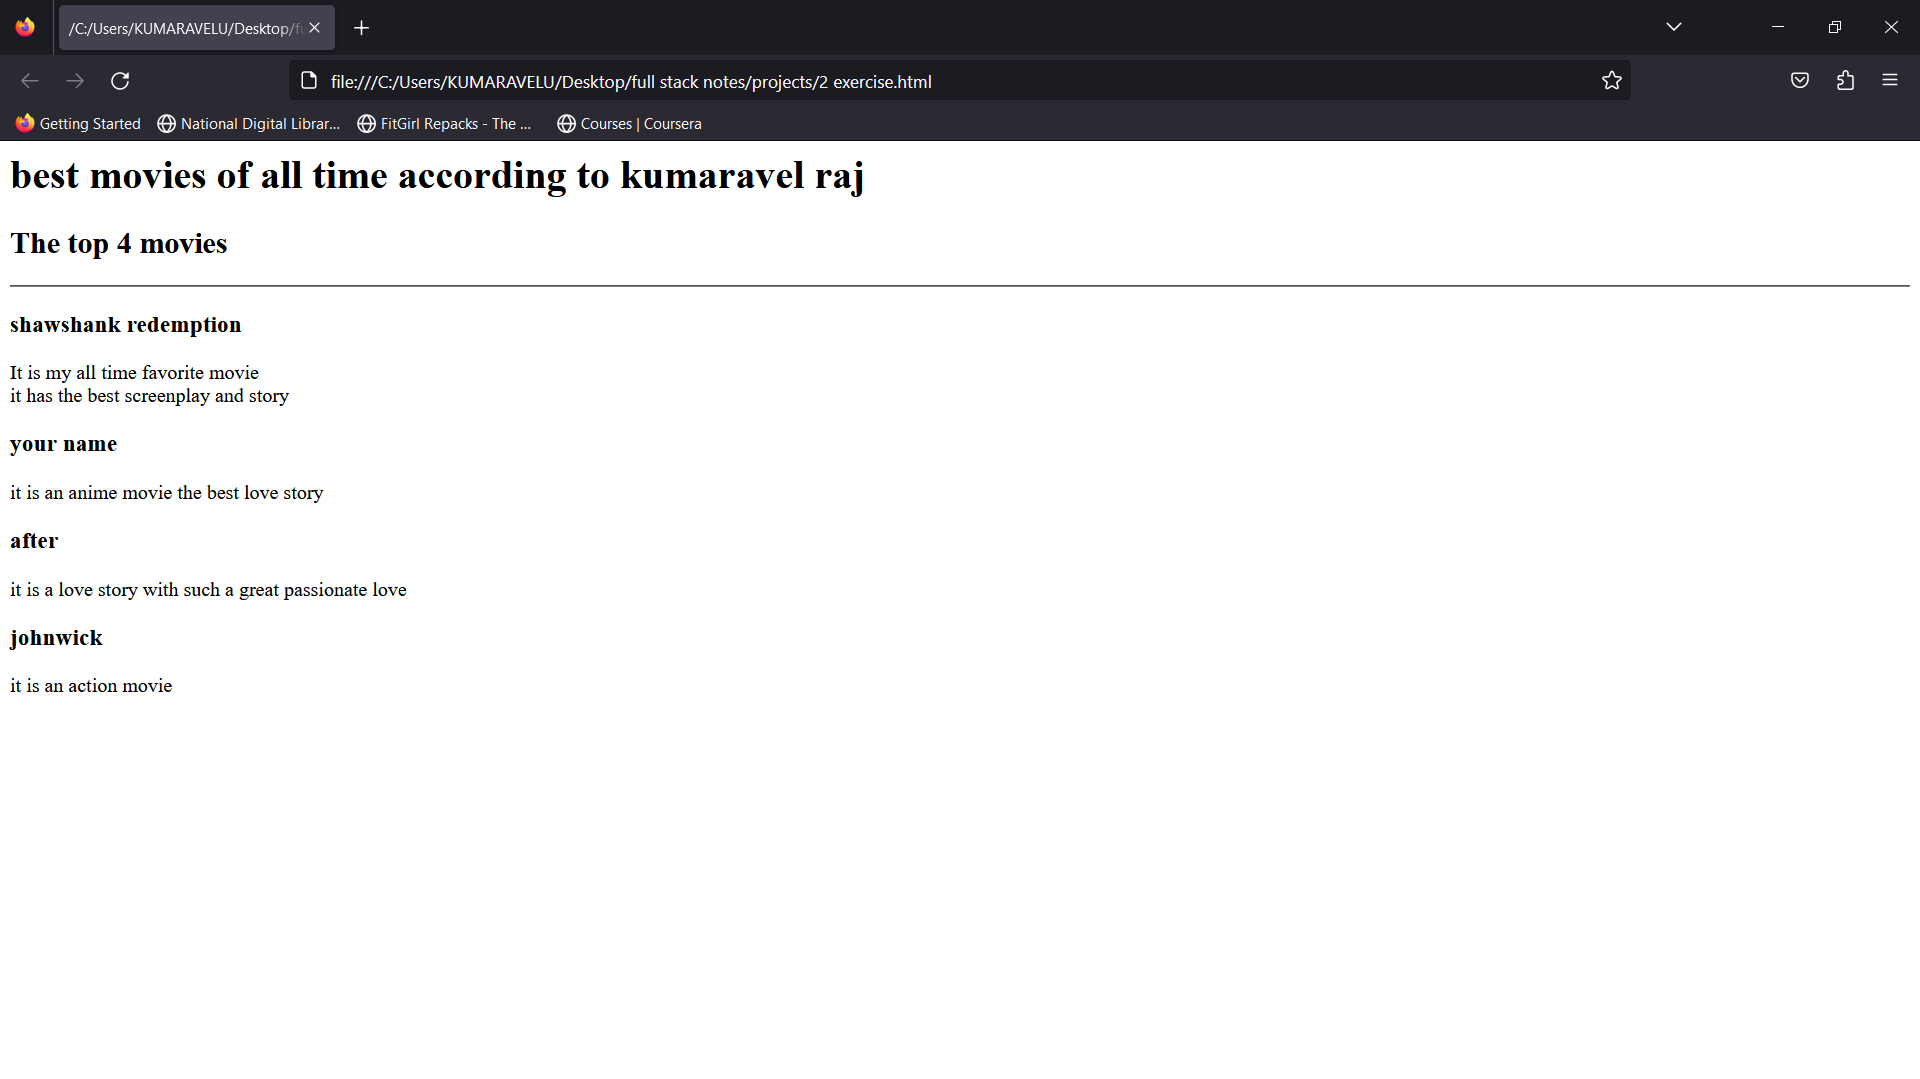 /C:/Users/KUMARAVELU/Desktop/
file:///C:/Users/KUMARAVELU/Desktop/full stack notes/projects/2 exercise.html
Getting Started National Digital Librar... FitGirl Repacks - The ... Courses | Coursera
best movies of all time according to kumaravel raj
The top 4 movies
shawshank redemption
It is my all time favorite movie
it has the best screenplay and story
your name
it is an anime movie the best love story
after
it is a love story with such a great passionate love
johnwick
it is an action movie